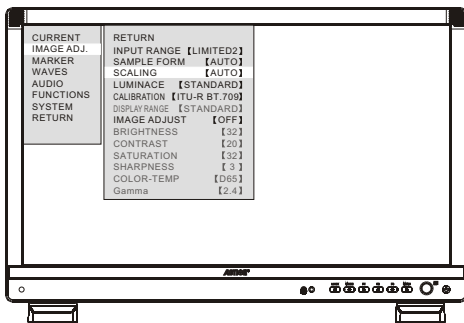 CURRENT
IMAGE ADJ.
MARKER
WAVES
AUDIO
FUNCTIONS
SYSTEM
RETURN
RETURN
INPUT RANGE【LIMITED2】
SAMPLE FORM 【AUTO】
SCALING 【AUTO】
LUMINACE 【STANDARD】
CALIBRATION【ITU-R BT.709】
DISPLAY RANGE 【STANDARD】
IMAGE ADJUST 【OFF】
BRIGHTNESS 【32】
CONTRAST 【20】
SATURATION 【32】
SHARPNESS 【 3 】
COLOR-TEMP 【D65】
Gamma 【2.4】